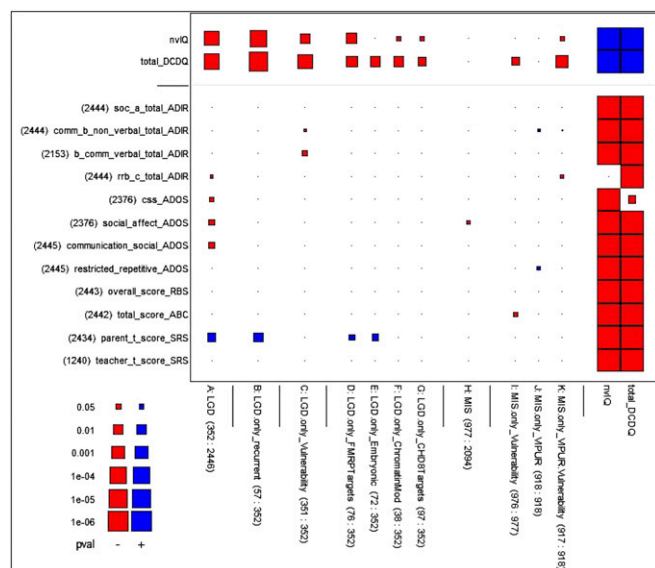 nvIQ
total_DCDQ
(2444) soc_a_total_ADIR
(2444) comm_b_non_verbal_total_ADIR
(2153) b_comm_verbal_total_ADIR
(2444) rrb_c_total_ADIR
(2376) css_ADOS
(2376) social_affect_ADOS
(2445) communication_social_ADOS
(2445) restricted_repetitive_ADOS
(2443) overall_score_RBS
(2442) total_score_ABC
(2434) parent_t_score_SRS
(1240) teacher_t_score_SRS
A: LGD (352 : 2446)
B: LGD.only_recurrent (57 : 352)
C: LGD.only_Vulnerability (351 : 352)
D: LGD.only_FMRPTargets (76 : 352)
E: LGD.only_Embryonic (72 : 352)
F: LGD.only_ChromatinMod (38 : 352)
G: LGD.only_CHD8Targets (97 : 352)
H: MIS (977 : 2094)
I: MIS.only_Vulnerability (976 : 977)
J: MIS.only_VIPUR (918 : 918)
K: MIS.only_VIPUR.Vulnerability (917 : 918)
nvIQ
total_DCDQ
0.05
0.01
0.001
1e-04
1e-05
1e-06
pval - +